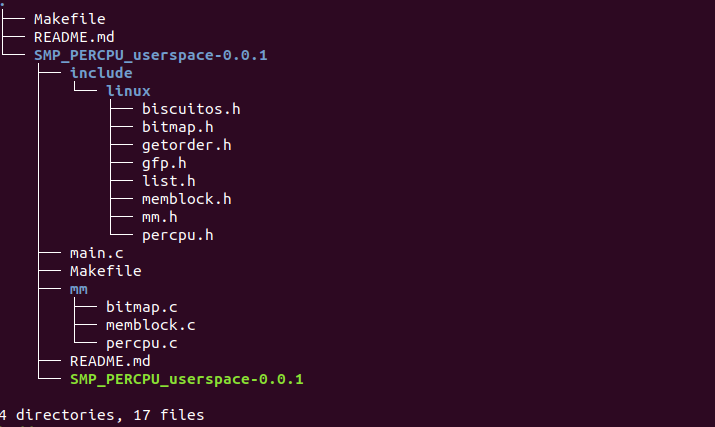 .
├── Makefile
├── README.md
└── SMP_PERCPU_userspace-0.0.1
    ├── include
    │   └── linux
    │       ├── biscuitos.h
    │       ├── bitmap.h
    │       ├── getorder.h
    │       ├── gfp.h
    │       ├── list.h
    │       ├── memblock.h
    │       ├── mm.h
    │       └── percpu.h
    ├── main.c
    ├── Makefile
    ├── mm
    │   ├── bitmap.c
    │   ├── memblock.c
    │   └── percpu.c
    ├── README.md
    └── SMP_PERCPU_userspace-0.0.1

4 directories, 17 files